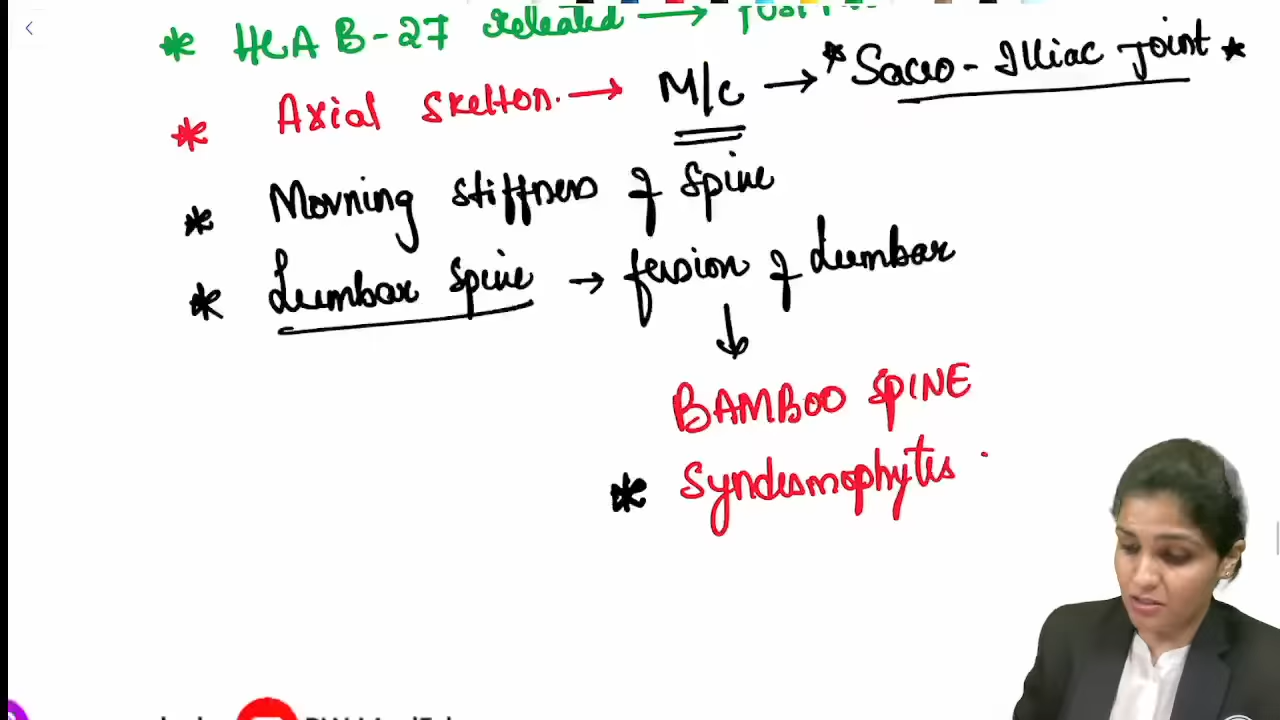 * HLA B-27 releated →
* Axial Skelton. → M/c → * Sacro - Illiac Joint *
* Morning stiffness of spine
* Lumbar spine → fusion of Lumbar
↓
BAMBOO SPINE
* Syndesmophytes